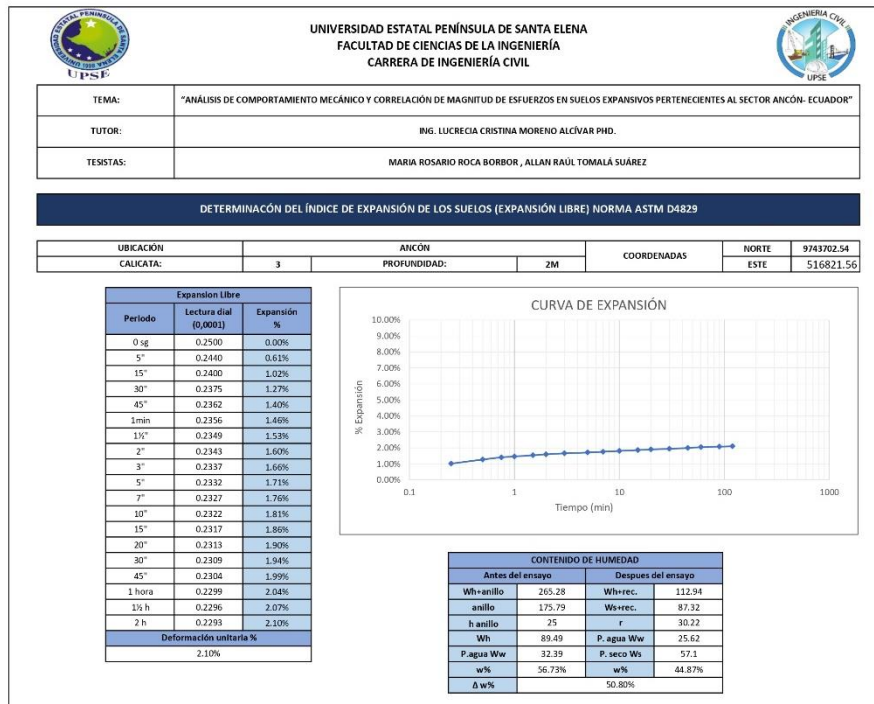 UNIVERSIDAD ESTATAL PENÍNSULA DE SANTA ELENA
FACULTAD DE CIENCIAS DE LA INGENIERÍA
CARRERA DE INGENIERÍA CIVIL
UPSE
INGENIERIA CIVIL
UPSE
TEMA: "ANÁLISIS DE COMPORTAMIENTO MECÁNICO Y CORRELACIÓN DE MAGNITUD DE ESFUERZOS EN SUELOS EXPANSIVOS PERTENECIENTES AL SECTOR ANCÓN- ECUADOR"
TUTOR: ING. LUCRECIA CRISTINA MORENO ALCÍVAR PHD.
TESISTAS: MARIA ROSARIO ROCA BORBOR , ALLAN RAÚL TOMALÁ SUÁREZ
DETERMINACÓN DEL ÍNDICE DE EXPANSIÓN DE LOS SUELOS (EXPANSIÓN LIBRE) NORMA ASTM D4829
UBICACIÓN ANCÓN COORDENADAS NORTE 9743702.54
CALICATA: 3 PROFUNDIDAD: 2M ESTE 516821.56
Expansion Libre
Periodo Lectura dial (0,0001) Expansión %
0 sg 0.2500 0.00%
5" 0.2440 0.61%
15" 0.2400 1.02%
30" 0.2375 1.27%
45" 0.2362 1.40%
1min 0.2356 1.46%
1½" 0.2349 1.53%
2" 0.2343 1.60%
3" 0.2337 1.66%
5" 0.2332 1.71%
7" 0.2327 1.76%
10" 0.2322 1.81%
15" 0.2317 1.86%
20" 0.2313 1.90%
30" 0.2309 1.94%
45" 0.2304 1.99%
1 hora 0.2299 2.04%
1½ h 0.2296 2.07%
2 h 0.2293 2.10%
Deformación unitaria %
2.10%
CURVA DE EXPANSIÓN
% Expansión
10.00%
9.00%
8.00%
7.00%
6.00%
5.00%
4.00%
3.00%
2.00%
1.00%
0.00%
0.1 1 10 100 1000
Tiempo (min)
CONTENIDO DE HUMEDAD
Antes del ensayo Despues del ensayo
Wh+anillo 265.28 Wh+rec. 112.94
anillo 175.79 Ws+rec. 87.32
h anillo 25 r 30.22
Wh 89.49 P. agua Ww 25.62
P.agua Ww 32.39 P. seco Ws 57.1
w% 56.73% w% 44.87%
Δ w% 50.80%